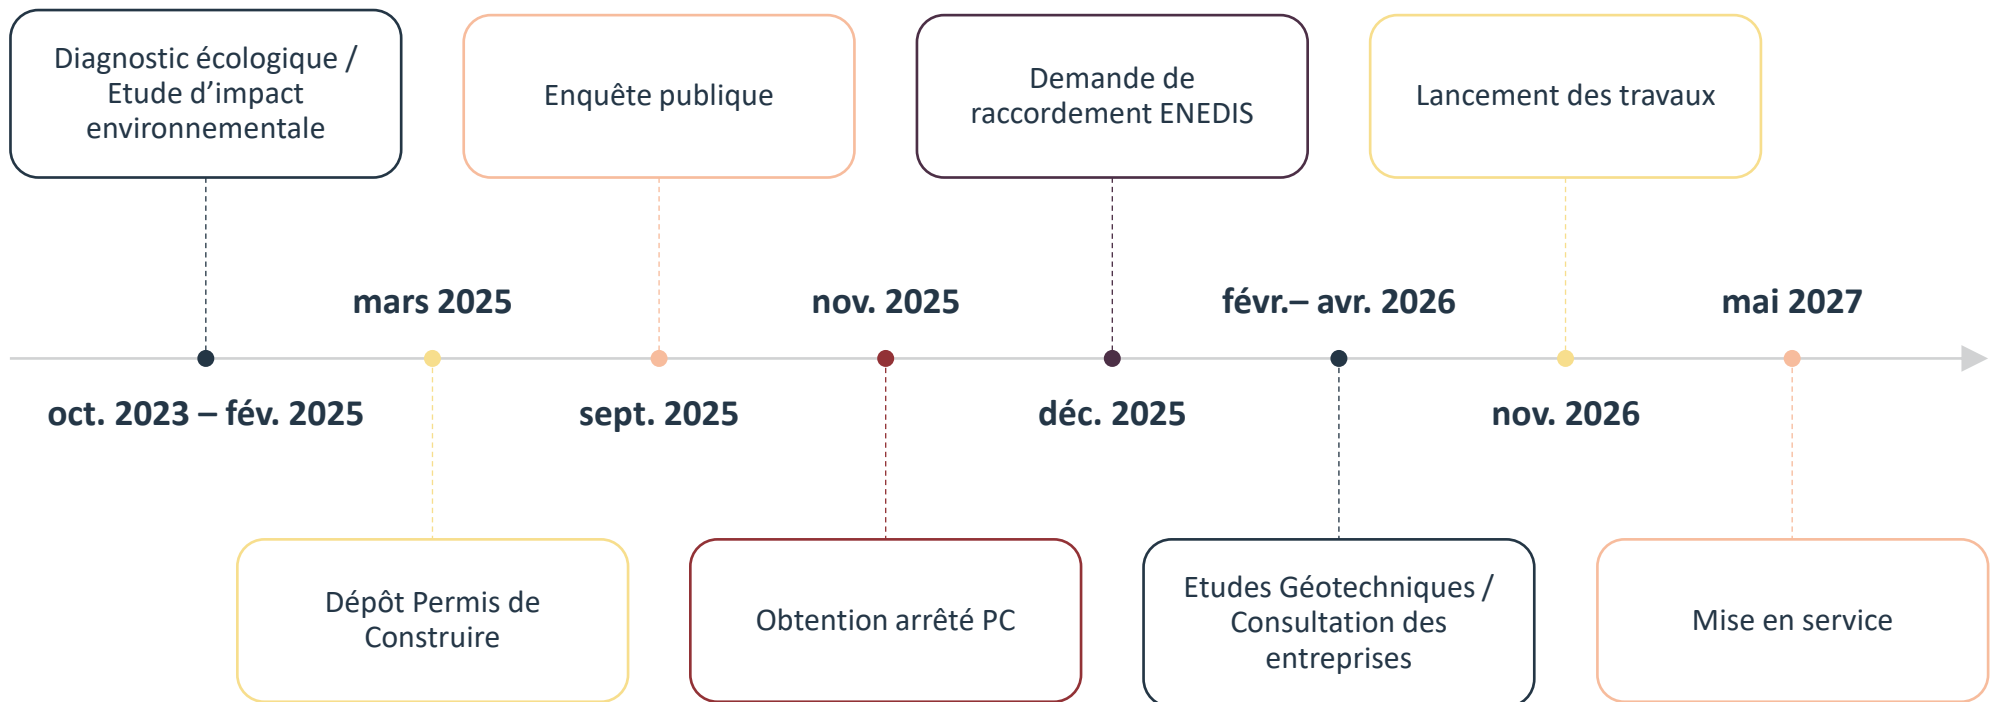 Diagnostic écologique /
Etude d’impact
environnementale
Enquête publique
Demande de
raccordement ENEDIS
Lancement des travaux
mars 2025
nov. 2025
févr.– avr. 2026
mai 2027
oct. 2023 – fév. 2025
sept. 2025
déc. 2025
nov. 2026
Dépôt Permis de
Construire
Obtention arrêté PC
Etudes Géotechniques /
Consultation des
entreprises
Mise en service